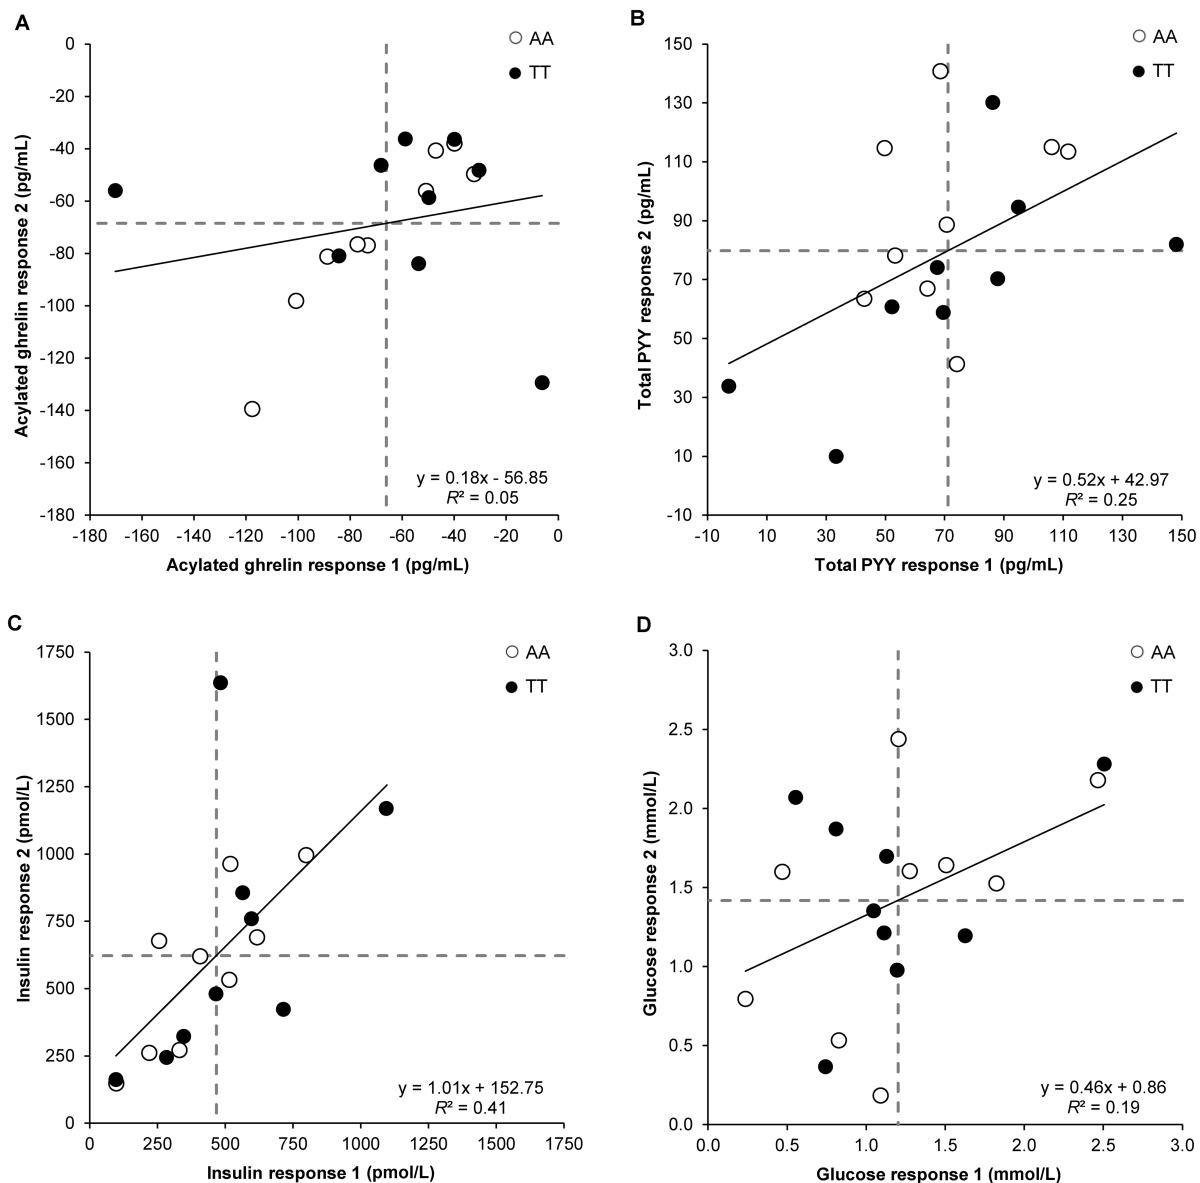 A
AA
TT
0
-20
-40
-60
-80
-100
-120
-140
-160
-180
Acylated ghrelin response 2 (pg/mL)
y = 0.18x - 56.85
R² = 0.05
-180 -160 -140 -120 -100 -80 -60 -40 -20 0
Acylated ghrelin response 1 (pg/mL)
B
AA
TT
150
130
110
90
70
50
30
10
-10
Total PYY response 2 (pg/mL)
y = 0.52x + 42.97
R² = 0.25
-10 10 30 50 70 90 110 130 150
Total PYY response 1 (pg/mL)
C
AA
TT
1750
1500
1250
1000
750
500
250
0
Insulin response 2 (pmol/L)
y = 1.01x + 152.75
R² = 0.41
0 250 500 750 1000 1250 1500 1750
Insulin response 1 (pmol/L)
D
AA
TT
3.0
2.5
2.0
1.5
1.0
0.5
0.0
Glucose response 2 (mmol/L)
y = 0.46x + 0.86
R² = 0.19
0.0 0.5 1.0 1.5 2.0 2.5 3.0
Glucose response 1 (mmol/L)